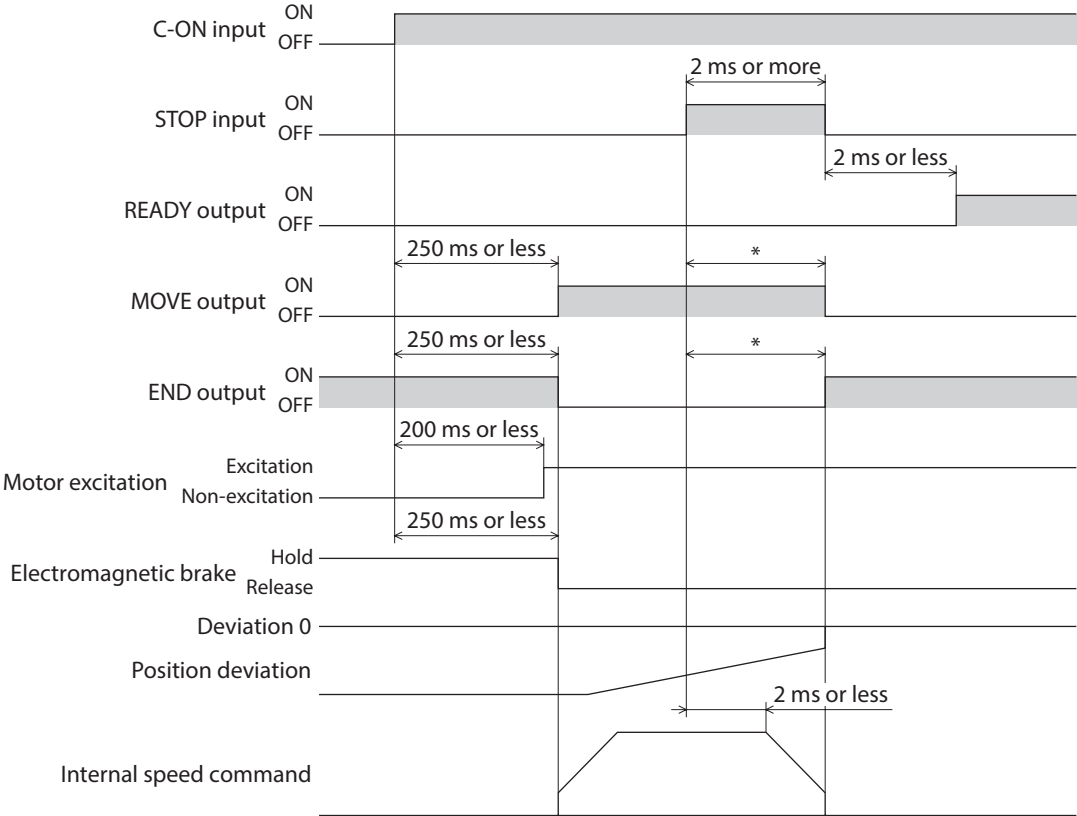 ON
C-ON input
OFF
2 ms or more
ON
STOP input
OFF
2 ms or less
ON
READY output
OFF
250 ms or less
*
ON
MOVE output
OFF
250 ms or less
*
ON
END output
OFF
200 ms or less
Excitation
Motor excitation
Non-excitation
250 ms or less
Hold
Electromagnetic brake
Release
Deviation 0
Position deviation
2 ms or less
Internal speed command